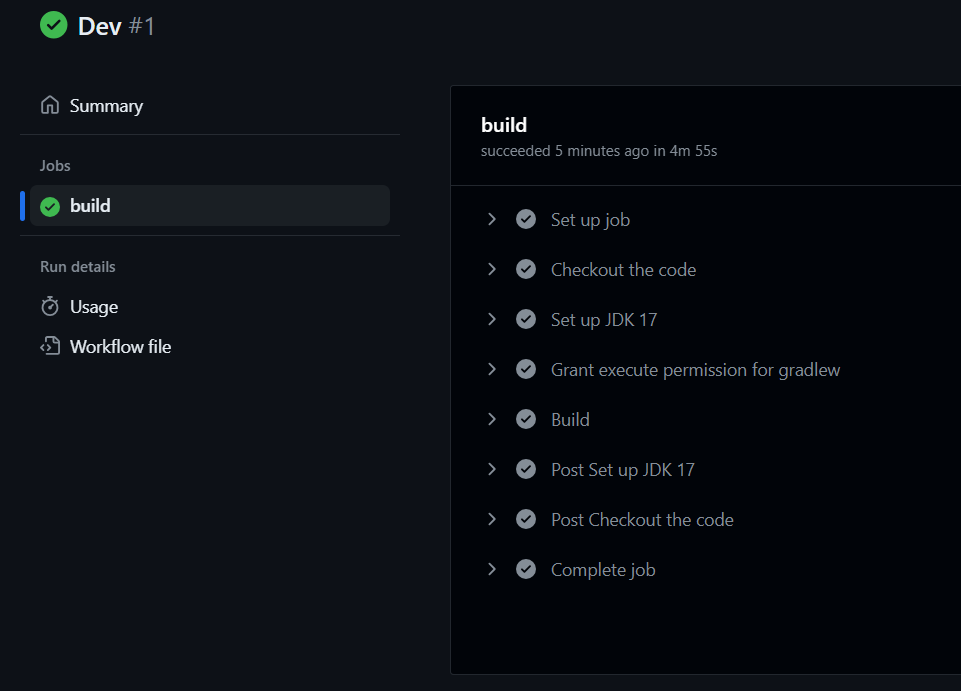 Dev #1
Summary
Jobs
build
Run details
Usage
Workflow file
build
succeeded 5 minutes ago in 4m 55s
Set up job
Checkout the code
Set up JDK 17
Grant execute permission for gradlew
Build
Post Set up JDK 17
Post Checkout the code
Complete job